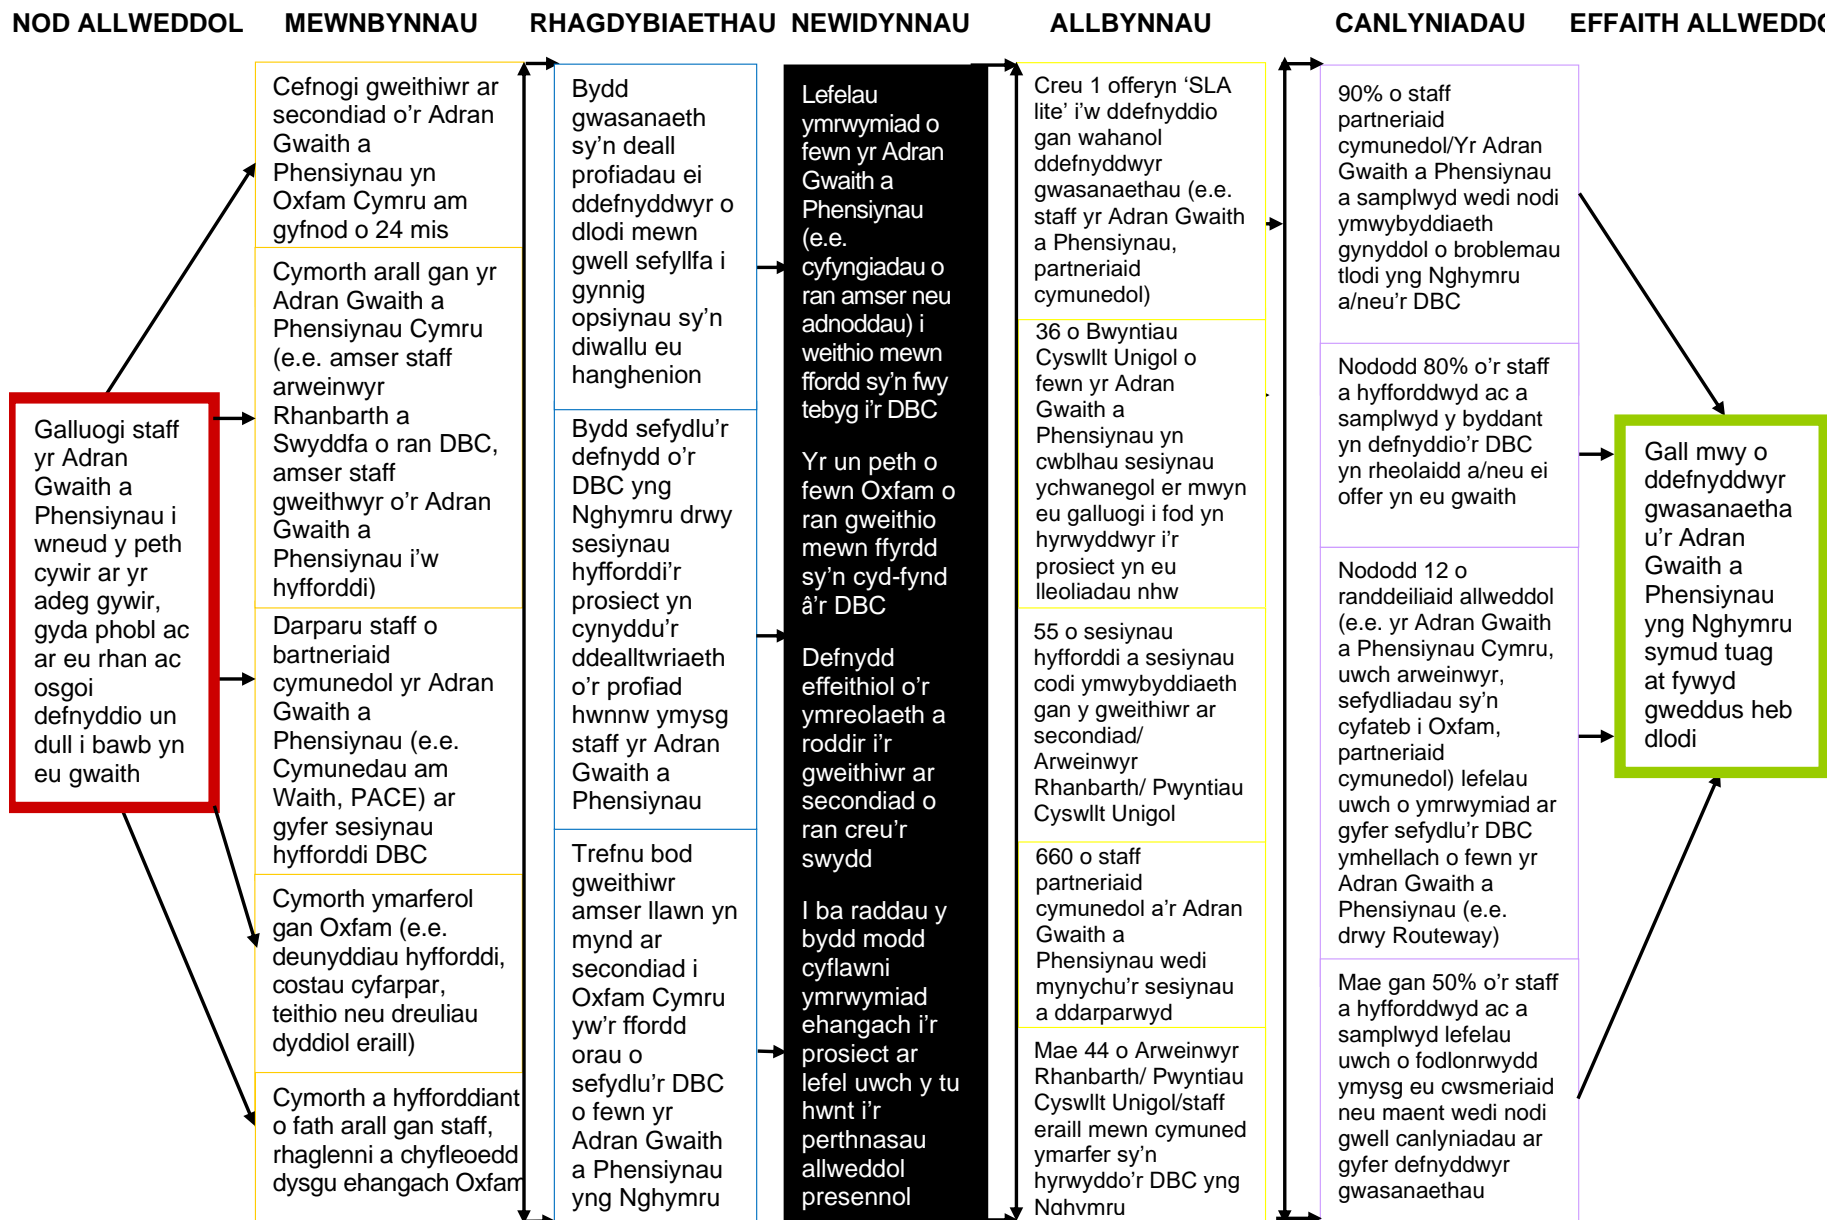 NOD ALLWEDDOL
MEWNBYNNAU
RHAGDYBIAETHAU
NEWIDYNNAU
ALLBYNNAU
CANLYNIADAU
EFFAITH ALLWEDDO
Galluogi staff
yr Adran
Gwaith a
Phensiynau i
wneud y peth
cywir ar yr
adeg gywir,
gyda phobl ac
ar eu rhan ac
osgoi
defnyddio un
dull i bawb yn
eu gwaith
Cefnogi gweithiwr ar
secondiad o'r Adran
Gwaith a
Phensiynau yn
Oxfam Cymru am
gyfnod o 24 mis
Cymorth arall gan yr
Adran Gwaith a
Phensiynau Cymru
(e.e. amser staff
arweinwyr
Rhanbarth a
Swyddfa o ran DBC,
amser staff
gweithwyr o'r Adran
Gwaith a
Phensiynau i'w
hyfforddi)
Darparu staff o
bartneriaid
cymunedol yr Adran
Gwaith a
Phensiynau (e.e.
Cymunedau am
Waith, PACE) ar
gyfer sesiynau
hyfforddi DBC
Cymorth ymarferol
gan Oxfam (e.e.
deunyddiau hyfforddi,
costau cyfarpar,
teithio neu dreuliau
dyddiol eraill)
Cymorth a hyfforddiant
o fath arall gan staff,
rhaglenni a chyfleoedd
dysgu ehangach Oxfam
Bydd
gwasanaeth
sy'n deall
profiadau ei
ddefnyddwyr o
dlodi mewn
gwell sefyllfa i
gynnig
opsiynau sy'n
diwallu eu
hanghenion
Bydd sefydlu'r
defnydd o'r
DBC yng
Nghymru drwy
sesiynau
hyfforddi'r
prosiect yn
cynyddu'r
ddealltwriaeth
o'r profiad
hwnnw ymysg
staff yr Adran
Gwaith a
Phensiynau
Trefnu bod
gweithiwr
amser llawn yn
mynd ar
secondiad i
Oxfam Cymru
yw'r ffordd
orau o
sefydlu'r DBC
o fewn yr
Adran Gwaith
a Phensiynau
yng Nghymru
Lefelau
ymrwymiad o
fewn yr Adran
Gwaith a
Phensiynau
(e.e.
cyfyngiadau o
ran amser neu
adnoddau) i
weithio mewn
ffordd sy'n fwy
tebyg i'r DBC
Yr un peth o
fewn Oxfam o
ran gweithio
mewn ffyrdd
sy'n cyd-fynd
â'r DBC
Defnydd
effeithiol o'r
ymreolaeth a
roddir i'r
gweithiwr ar
secondiad o
ran creu'r
swydd
I ba raddau y
bydd modd
cyflawni
ymrwymiad
ehangach i'r
prosiect ar
lefel uwch y tu
hwnt i'r
perthnasau
allweddol
presennol
Creu 1 offeryn 'SLA
lite' i'w ddefnyddio
gan wahanol
ddefnyddwyr
gwasanaethau (e.e.
staff yr Adran Gwaith
a Phensiynau,
partneriaid
cymunedol)
36 o Bwyntiau
Cyswllt Unigol o
fewn yr Adran
Gwaith a
Phensiynau yn
cwblhau sesiynau
ychwanegol er mwyn
eu galluogi i fod yn
hyrwyddwyr i'r
prosiect yn eu
lleoliadau nhw
55 o sesiynau
hyfforddi a sesiynau
codi ymwybyddiaeth
gan y gweithiwr ar
secondiad/
Arweinwyr
Rhanbarth/ Pwyntiau
Cyswllt Unigol
660 o staff
partneriaid
cymunedol a'r Adran
Gwaith a
Phensiynau wedi
mynychu'r sesiynau
a ddarparwyd
Mae 44 o Arweinwyr
Rhanbarth/ Pwyntiau
Cyswllt Unigol/staff
eraill mewn cymuned
ymarfer sy'n
hyrwyddo'r DBC yng
Nghymru
90% o staff
partneriaid
cymunedol/Yr Adran
Gwaith a Phensiynau
a samplwyd wedi nodi
ymwybyddiaeth
gynyddol o broblemau
tlodi yng Nghymru
a/neu'r DBC
Nododd 80% o'r staff
a hyfforddwyd ac a
samplwyd y byddant
yn defnyddio'r DBC
yn rheolaidd a/neu ei
offer yn eu gwaith
Nododd 12 o
randdeiliaid allweddol
(e.e. yr Adran Gwaith
a Phensiynau Cymru,
uwch arweinwyr,
sefydliadau sy'n
cyfateb i Oxfam,
partneriaid
cymunedol) lefelau
uwch o ymrwymiad ar
gyfer sefydlu'r DBC
ymhellach o fewn yr
Adran Gwaith a
Phensiynau (e.e.
drwy Routeway)
Mae gan 50% o'r staff
a hyfforddwyd ac a
samplwyd lefelau
uwch o fodlonrwydd
ymysg eu cwsmeriaid
neu maent wedi nodi
gwell canlyniadau ar
gyfer defnyddwyr
gwasanaethau
Gall mwy o
ddefnyddwyr
gwasanaetha
u'r Adran
Gwaith a
Phensiynau
yng Nghymru
symud tuag
at fywyd
gweddus heb
dlodi